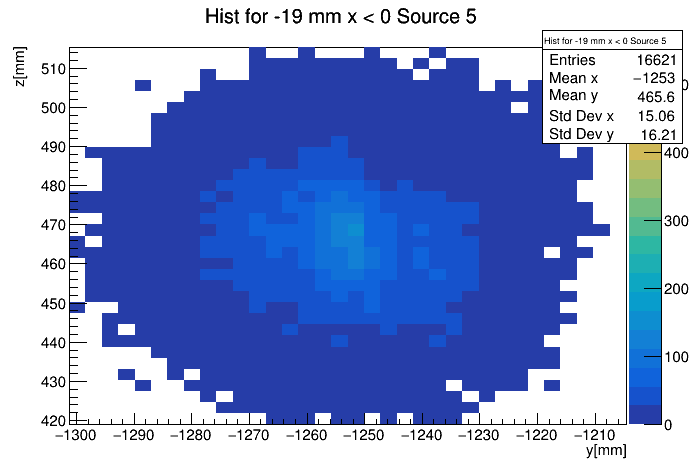 Hist for -19 mm x < 0 Source 5
z[mm]
510
500
490
480
470
460
450
440
430
420
−1300 −1290 −1280 −1270 −1260 −1250 −1240 −1230 −1220 −1210
y[mm]
Hist for -19 mm x < 0 Source 5
Entries 16621
Mean x −1253
Mean y 465.6
Std Dev x 15.06
Std Dev y 16.21
400
300
200
100
0